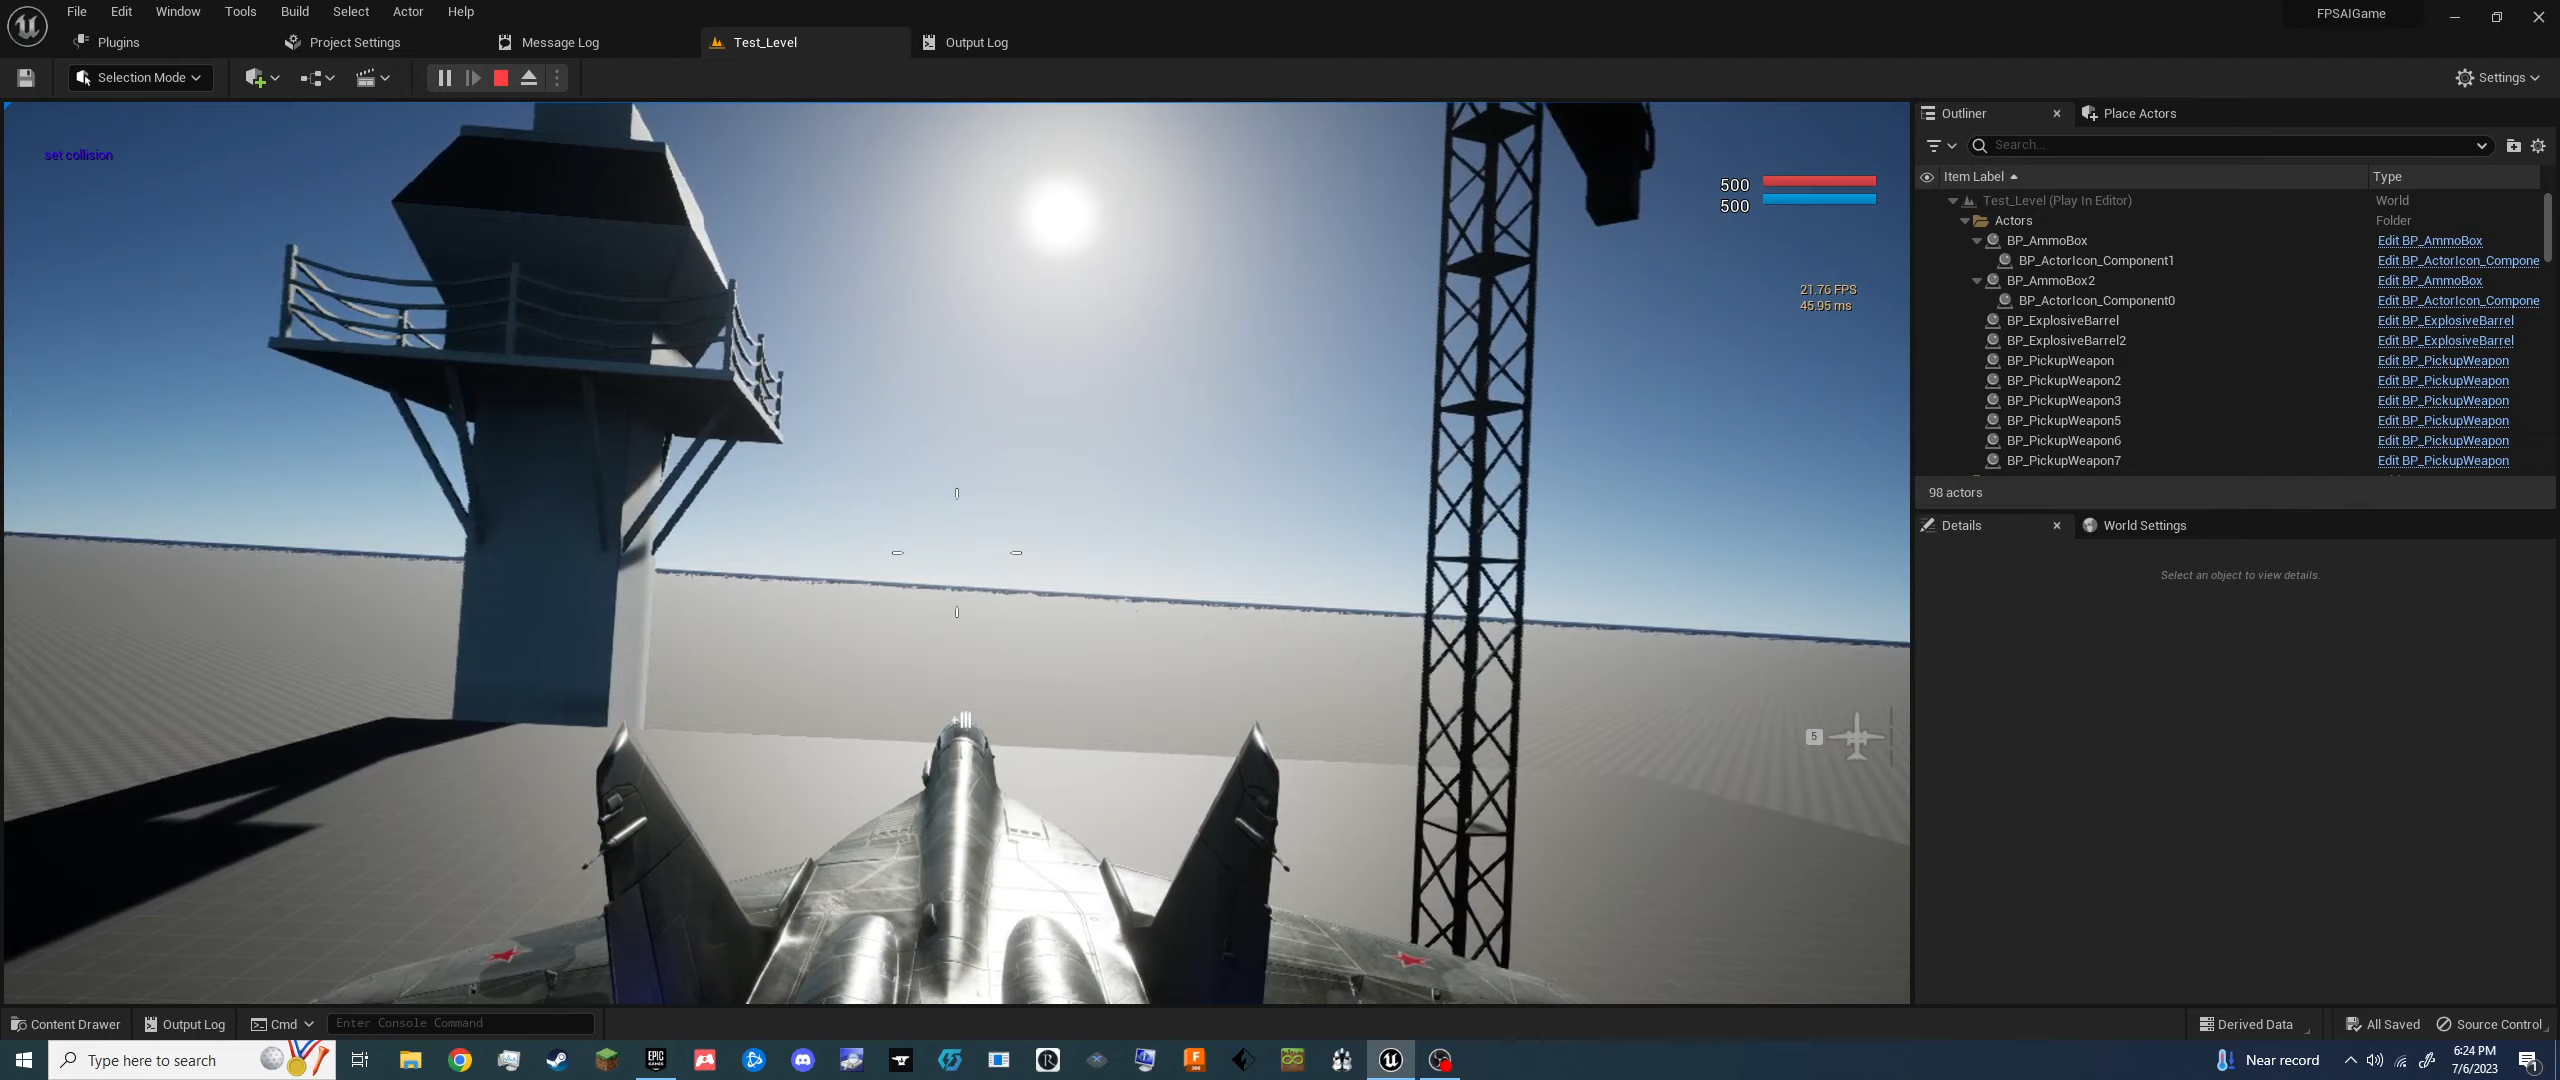 File Edit Window Tools Build Select Actor Help
FPSAIGame
Plugins
Project Settings
Message Log
Test_Level
Output Log
Selection Mode
Settings
set collision
500
500
21.76 FPS
45.95 ms
5
Outliner
Place Actors
Search...
Item Label Type
Test_Level (Play In Editor) World
Actors Folder
BP_AmmoBox Edit BP_AmmoBox
BP_ActorIcon_Component1 Edit BP_ActorIcon_Compone
BP_AmmoBox2 Edit BP_AmmoBox
BP_ActorIcon_Component0 Edit BP_ActorIcon_Compone
BP_ExplosiveBarrel Edit BP_ExplosiveBarrel
BP_ExplosiveBarrel2 Edit BP_ExplosiveBarrel
BP_PickupWeapon Edit BP_PickupWeapon
BP_PickupWeapon2 Edit BP_PickupWeapon
BP_PickupWeapon3 Edit BP_PickupWeapon
BP_PickupWeapon5 Edit BP_PickupWeapon
BP_PickupWeapon6 Edit BP_PickupWeapon
BP_PickupWeapon7 Edit BP_PickupWeapon
98 actors
Details
World Settings
Select an object to view details.
Content Drawer
Output Log
Cmd
Enter Console Command
Derived Data
All Saved
Source Control
Type here to search
EPIC GAMES
Near record
6:24 PM
7/6/2023
1